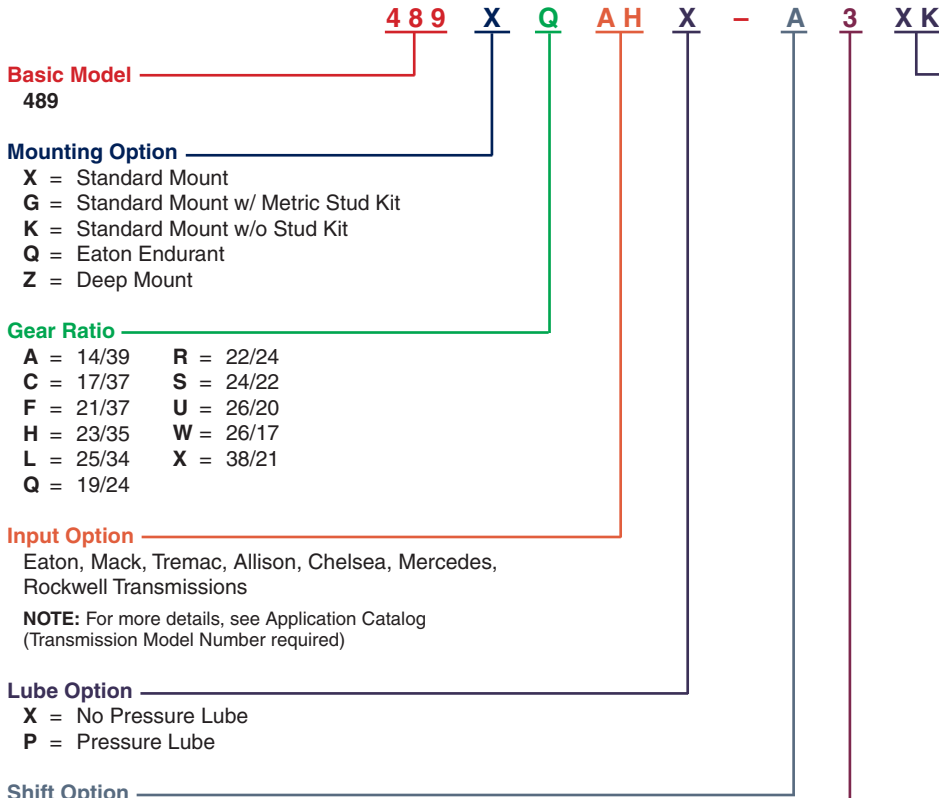 489 X Q AH X – A 3 XK
Basic Model
489
Mounting Option
X = Standard Mount
G = Standard Mount w/ Metric Stud Kit
K = Standard Mount w/o Stud Kit
Q = Eaton Endurant
Z = Deep Mount
Gear Ratio
A = 14/39 R = 22/24
C = 17/37 S = 24/22
F = 21/37 U = 26/20
H = 23/35 W = 26/17
L = 25/34 X = 38/21
Q = 19/24
Input Option
Eaton, Mack, Tremac, Allison, Chelsea, Mercedes,
Rockwell Transmissions
NOTE: For more details, see Application Catalog
(Transmission Model Number required)
Lube Option
X = No Pressure Lube
P = Pressure Lube
Shift Option